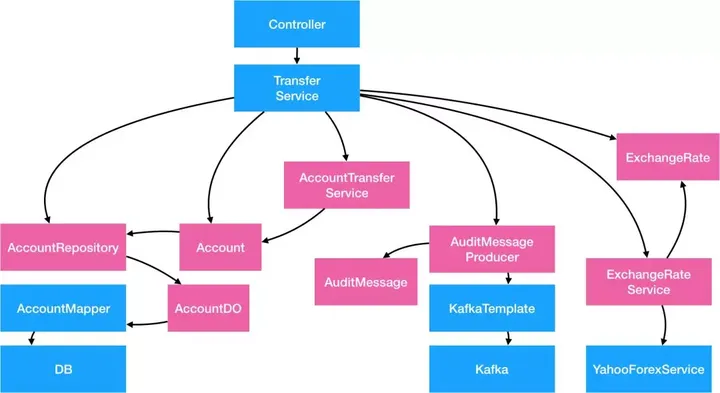 Controller
Transfer
Service
ExchangeRate
AccountTransfer
Service
AccountRepository
Account
AuditMessage
Producer
AuditMessage
ExchangeRate
Service
AccountMapper
AccountDO
KafkaTemplate
DB
Kafka
YahooForexService